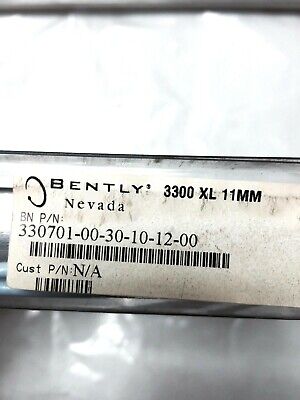 BENTLY® 3300 XL 11MM
Nevada
BN P/N:
330701-00-30-10-12-00
Cust P/N:N/A